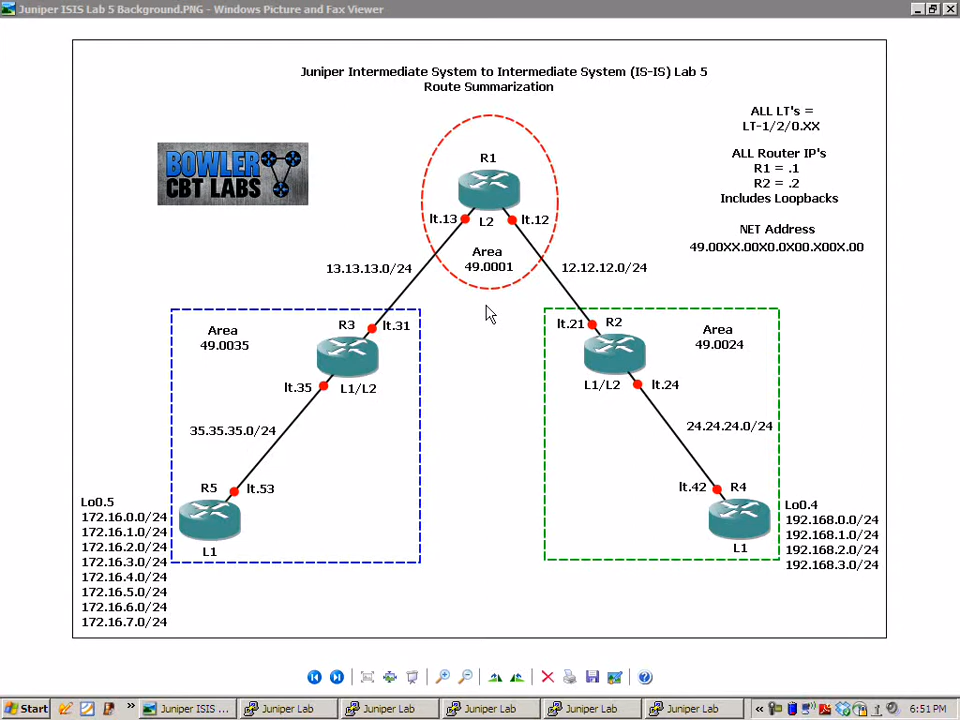 Juniper ISIS Lab 5 Background.PNG - Windows Picture and Fax Viewer
Juniper Intermediate System to Intermediate System (IS-IS) Lab 5
Route Summarization
BOWLER
CBT LABS
ALL LT's =
LT-1/2/0.XX
ALL Router IP's
R1 = .1
R2 = .2
Includes Loopbacks
NET Address
49.00XX.00X0.0X00.X00X.00
R1
lt.13
L2
lt.12
Area
49.0001
13.13.13.0/24
12.12.12.0/24
Area
49.0035
R3
lt.31
lt.35
L1/L2
35.35.35.0/24
R5
lt.53
L1
Lo0.5
172.16.0.0/24
172.16.1.0/24
172.16.2.0/24
172.16.3.0/24
172.16.4.0/24
172.16.5.0/24
172.16.6.0/24
172.16.7.0/24
lt.21
R2
Area
49.0024
L1/L2
lt.24
24.24.24.0/24
lt.42
R4
L1
Lo0.4
192.168.0.0/24
192.168.1.0/24
192.168.2.0/24
192.168.3.0/24
Start
Juniper ISIS ...
Juniper Lab
Juniper Lab
Juniper Lab
Juniper Lab
Juniper Lab
6:51 PM